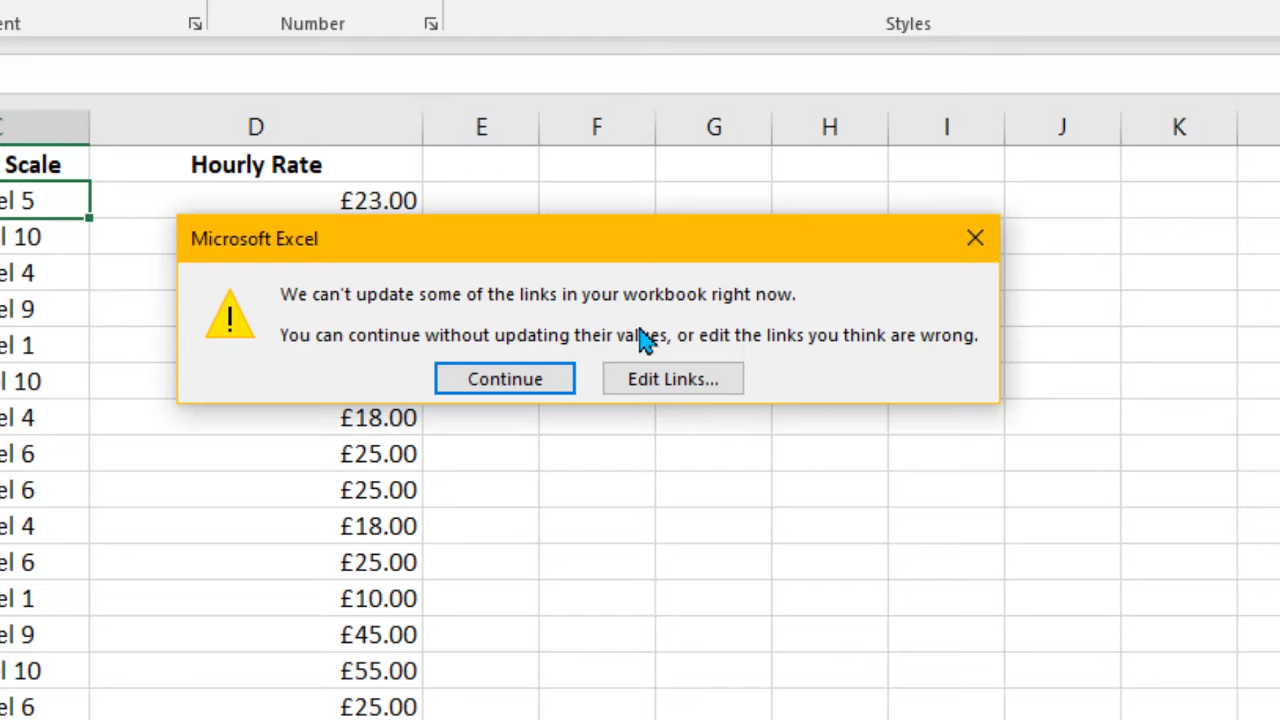 ent Number Styles
C D E F G H I J K
Scale Hourly Rate
el 5 £23.00
l 10
el 4
el 9
el 1
l 10
Microsoft Excel
We can't update some of the links in your workbook right now.
You can continue without updating their values, or edit the links you think are wrong.
Continue Edit Links...
el 4 £18.00
el 6 £25.00
el 6 £25.00
el 4 £18.00
el 6 £25.00
el 1 £10.00
el 9 £45.00
l 10 £55.00
el 6 £25.00